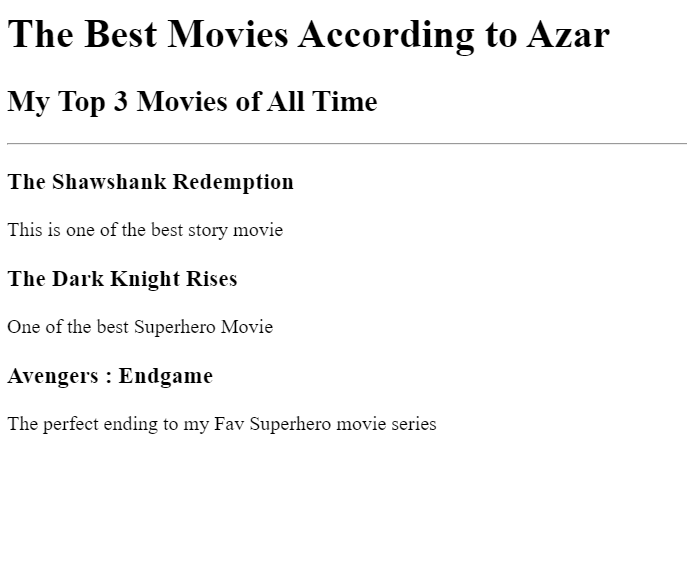 The Best Movies According to Azar
My Top 3 Movies of All Time
The Shawshank Redemption
This is one of the best story movie
The Dark Knight Rises
One of the best Superhero Movie
Avengers : Endgame
The perfect ending to my Fav Superhero movie series